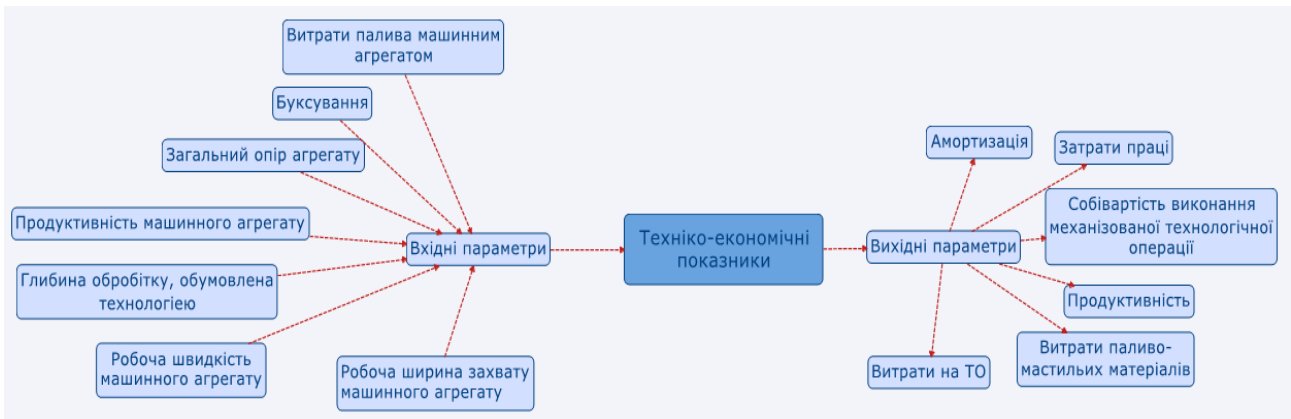 Витрати палива машинним
агрегатом
Буксування
Загальний опір агрегату
Продуктивність машинного агрегату
Вхідні параметри
Глибина обробітку, обумовлена
технологіею
Робоча швидкість
машинного агрегату
Робоча ширина захвату
машинного агрегату
Техніко-економічні
показники
Вихідні параметри
Амортизація
Затрати праці
Собівартість виконання
механізованої технологічної
операції
Продуктивність
Витрати паливо-
мастильих матеріалів
Витрати на ТО